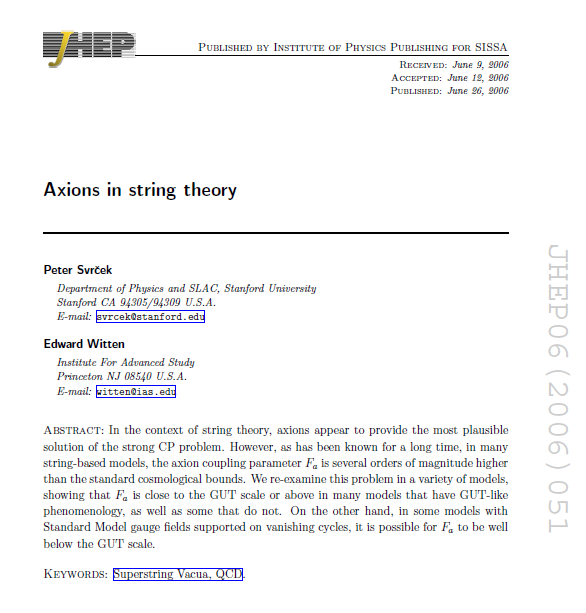 JHEP
Published by Institute of Physics Publishing for SISSA
Received: June 9, 2006
Accepted: June 12, 2006
Published: June 26, 2006
Axions in string theory
Peter Svrček
Department of Physics and SLAC, Stanford University
Stanford CA 94305/94309 U.S.A.
E-mail: svrcek@stanford.edu
Edward Witten
Institute For Advanced Study
Princeton NJ 08540 U.S.A.
E-mail: witten@ias.edu
Abstract: In the context of string theory, axions appear to provide the most plausible
solution of the strong CP problem. However, as has been known for a long time, in many
string-based models, the axion coupling parameter Fₐ is several orders of magnitude higher
than the standard cosmological bounds. We re-examine this problem in a variety of models,
showing that Fₐ is close to the GUT scale or above in many models that have GUT-like
phenomenology, as well as some that do not. On the other hand, in some models with
Standard Model gauge fields supported on vanishing cycles, it is possible for Fₐ to be well
below the GUT scale.
Keywords: Superstring Vacua, QCD.
JHEP06(2006)051